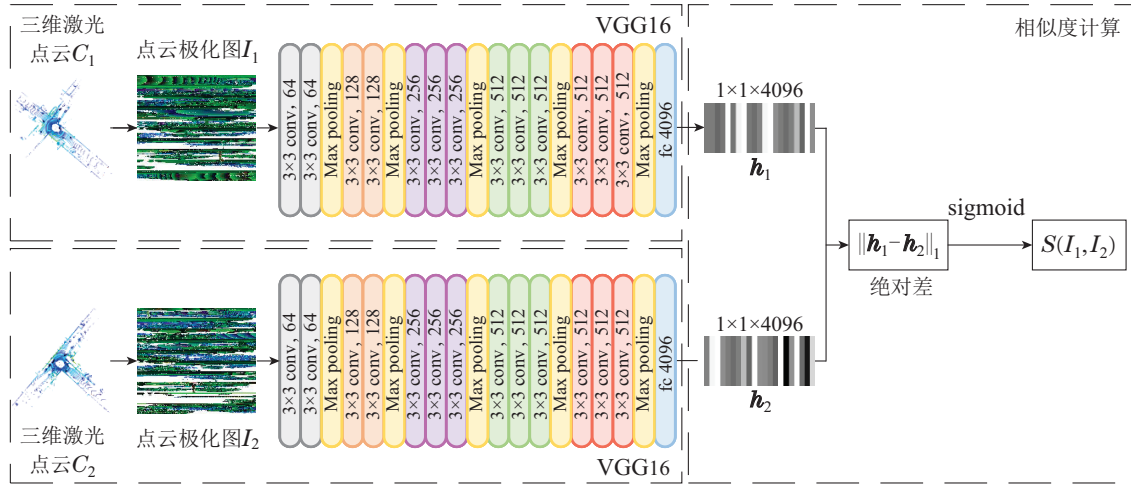 三维激光
点云C₁
点云极化图I₁
VGG16
3×3 conv, 64
3×3 conv, 64
Max pooling
3×3 conv, 128
3×3 conv, 128
Max pooling
3×3 conv, 256
3×3 conv, 256
3×3 conv, 256
Max pooling
3×3 conv, 512
3×3 conv, 512
3×3 conv, 512
Max pooling
3×3 conv, 512
3×3 conv, 512
3×3 conv, 512
Max pooling
fc 4096
三维激光
点云C₂
点云极化图I₂
3×3 conv, 64
3×3 conv, 64
Max pooling
3×3 conv, 128
3×3 conv, 128
Max pooling
3×3 conv, 256
3×3 conv, 256
3×3 conv, 256
Max pooling
3×3 conv, 512
3×3 conv, 512
3×3 conv, 512
Max pooling
3×3 conv, 512
3×3 conv, 512
3×3 conv, 512
Max pooling
fc 4096
VGG16
相似度计算
1×1×4096
h₁
1×1×4096
h₂
||h₁−h₂||₁
绝对差
sigmoid
S(I₁,I₂)